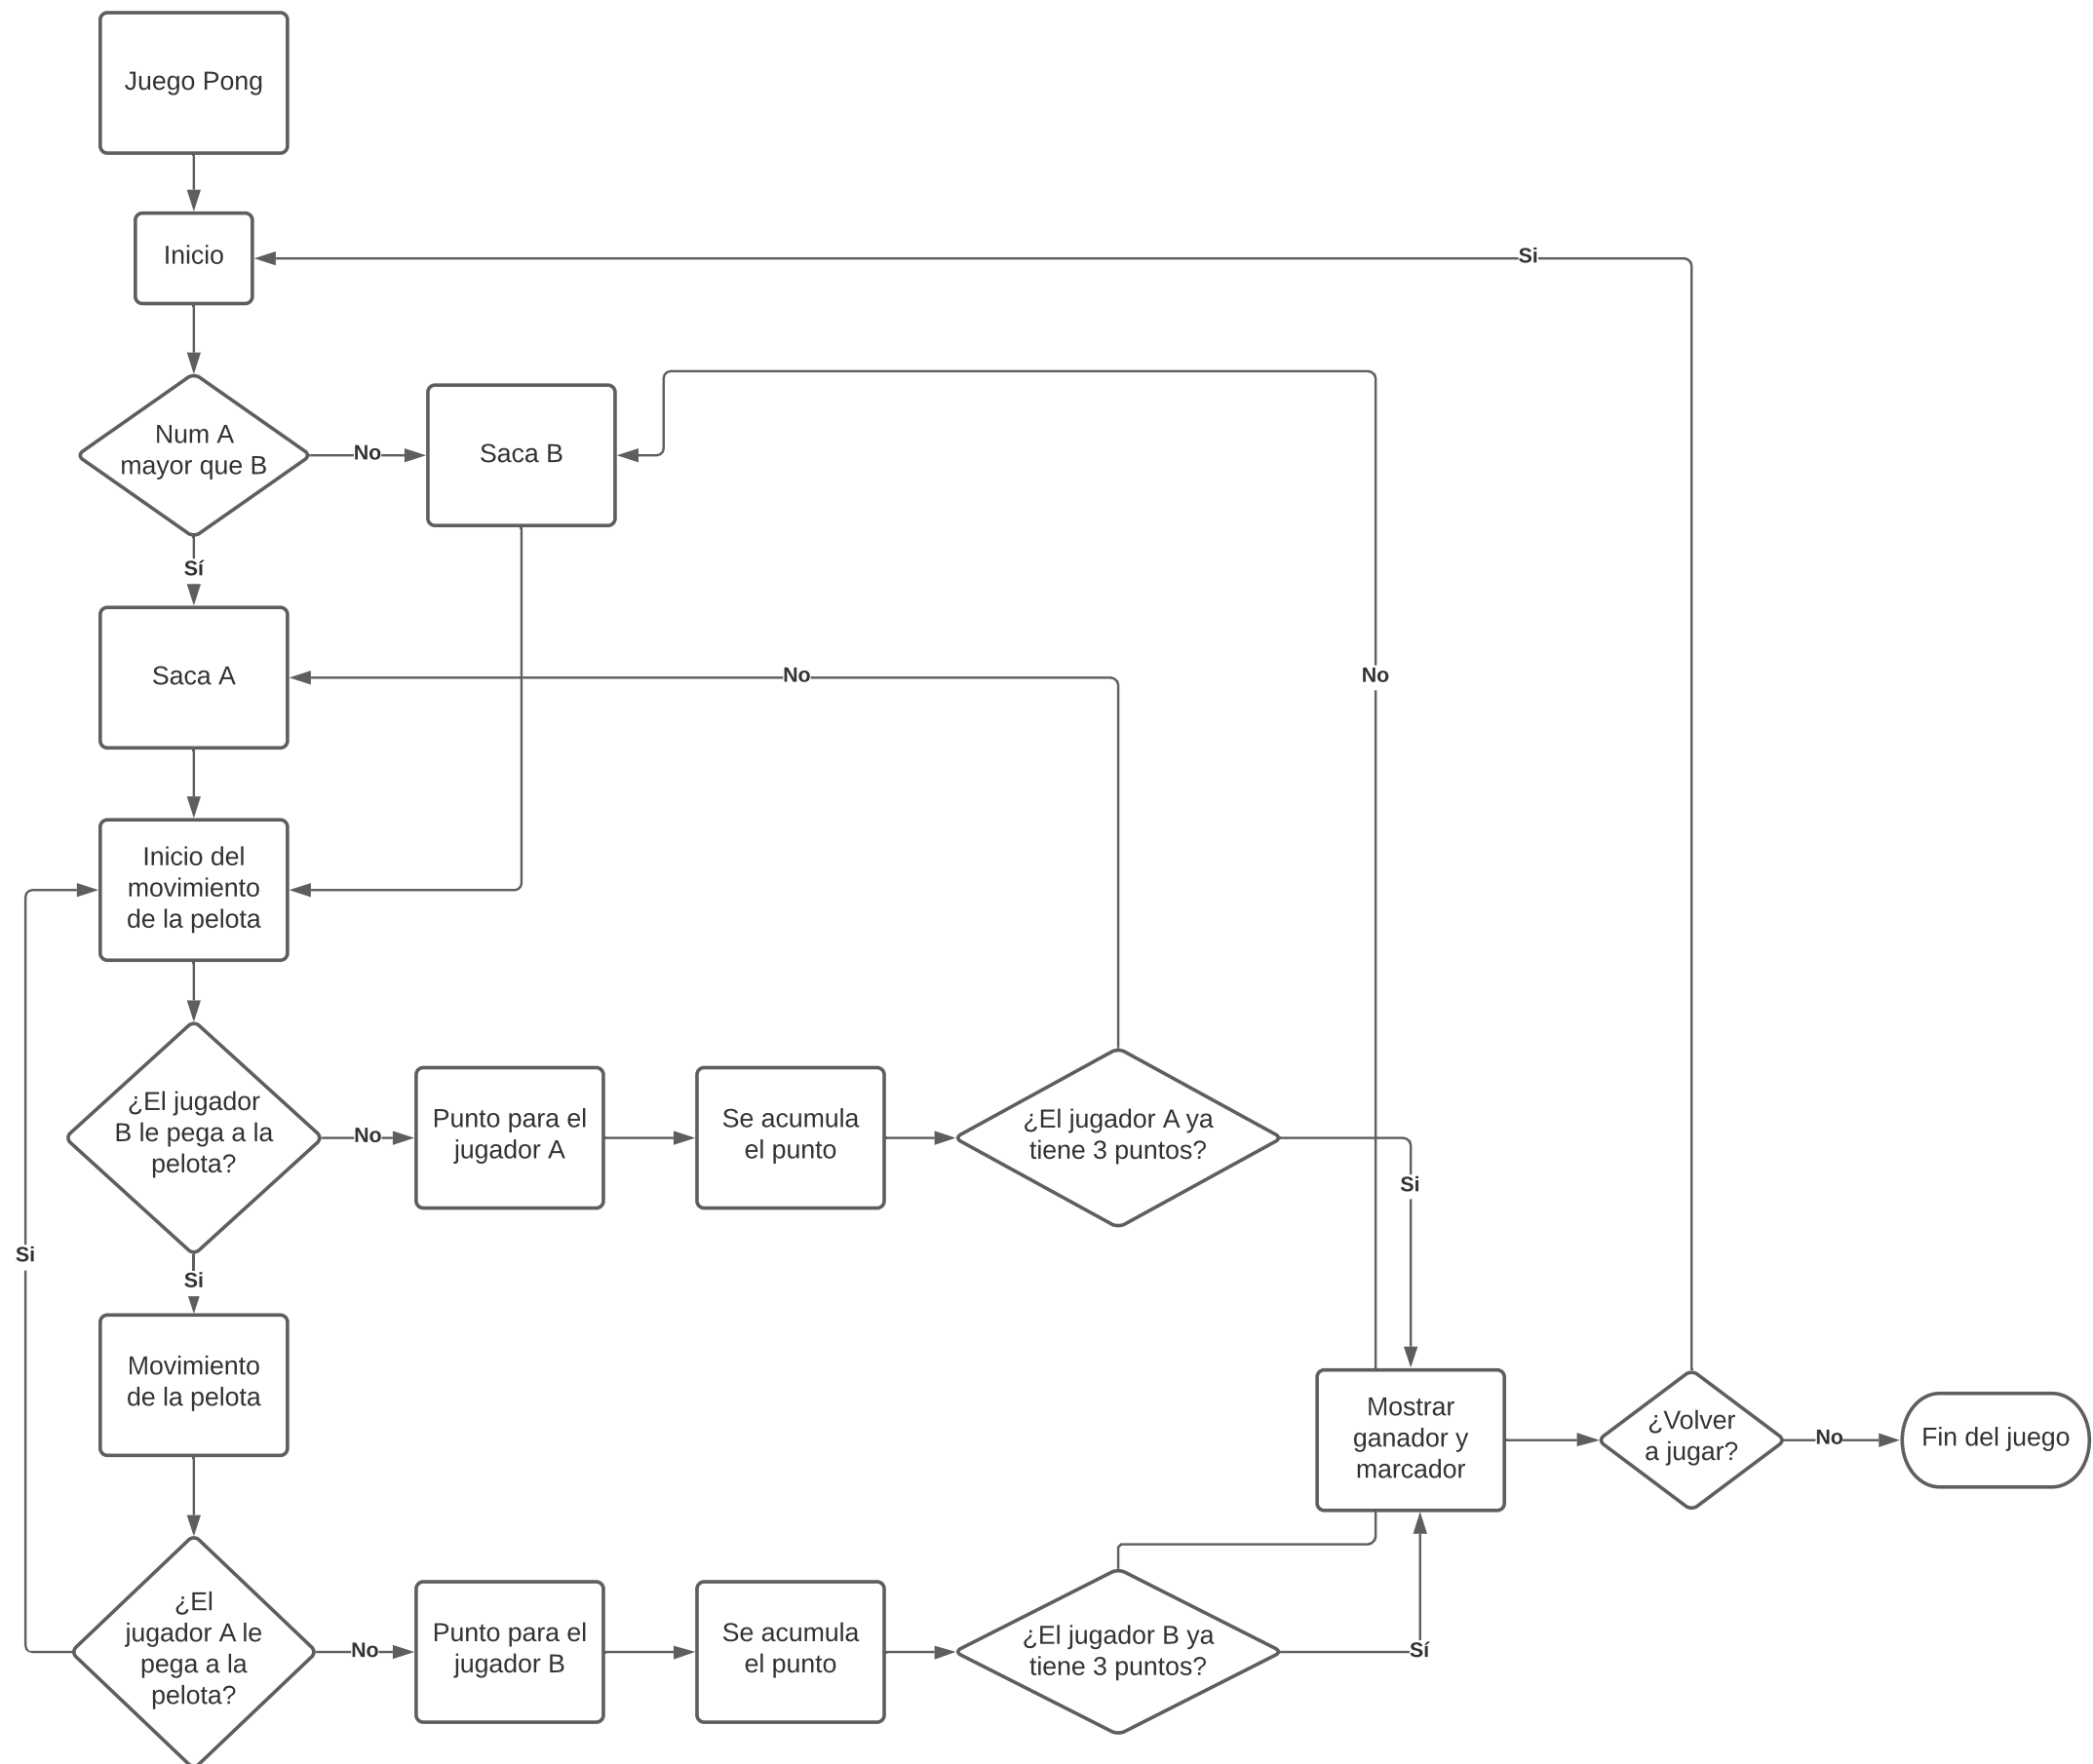 Juego Pong
Inicio
Si
Num A
mayor que B
No
Saca B
Sí
Saca A
No
No
Inicio del
movimiento
de la pelota
¿El jugador
B le pega a la
pelota?
No
Punto para el
jugador A
Se acumula
el punto
¿El jugador A ya
tiene 3 puntos?
Si
Si
Si
Movimiento
de la pelota
Mostrar
ganador y
marcador
¿Volver
a jugar?
No
Fin del juego
¿El
jugador A le
pega a la
pelota?
No
Punto para el
jugador B
Se acumula
el punto
¿El jugador B ya
tiene 3 puntos?
Sí